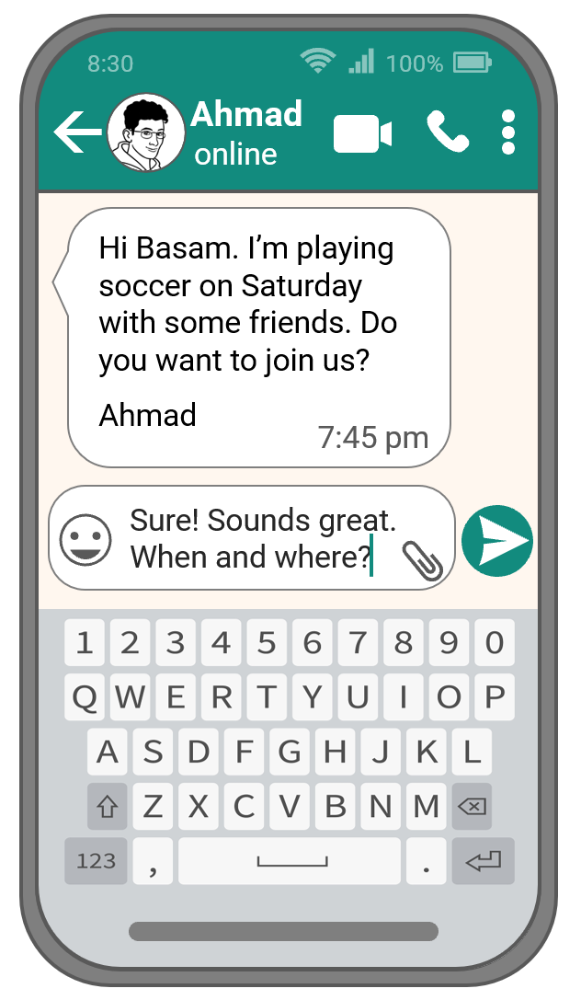 8:30 100%
Ahmad
online
Hi Basam. I’m playing
soccer on Saturday
with some friends. Do
you want to join us?
Ahmad
7:45 pm
Sure! Sounds great.
When and where?
1 2 3 4 5 6 7 8 9 0
Q W E R T Y U I O P
A S D F G H J K L
Z X C V B N M
123 , .